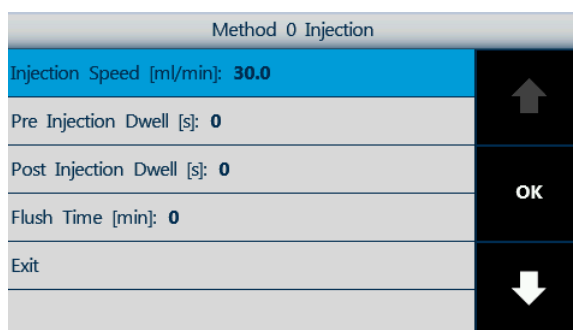 Method 0 Injection
Injection Speed [ml/min]: 30.0
Pre Injection Dwell [s]: 0
Post Injection Dwell [s]: 0
OK
Flush Time [min]: 0
Exit